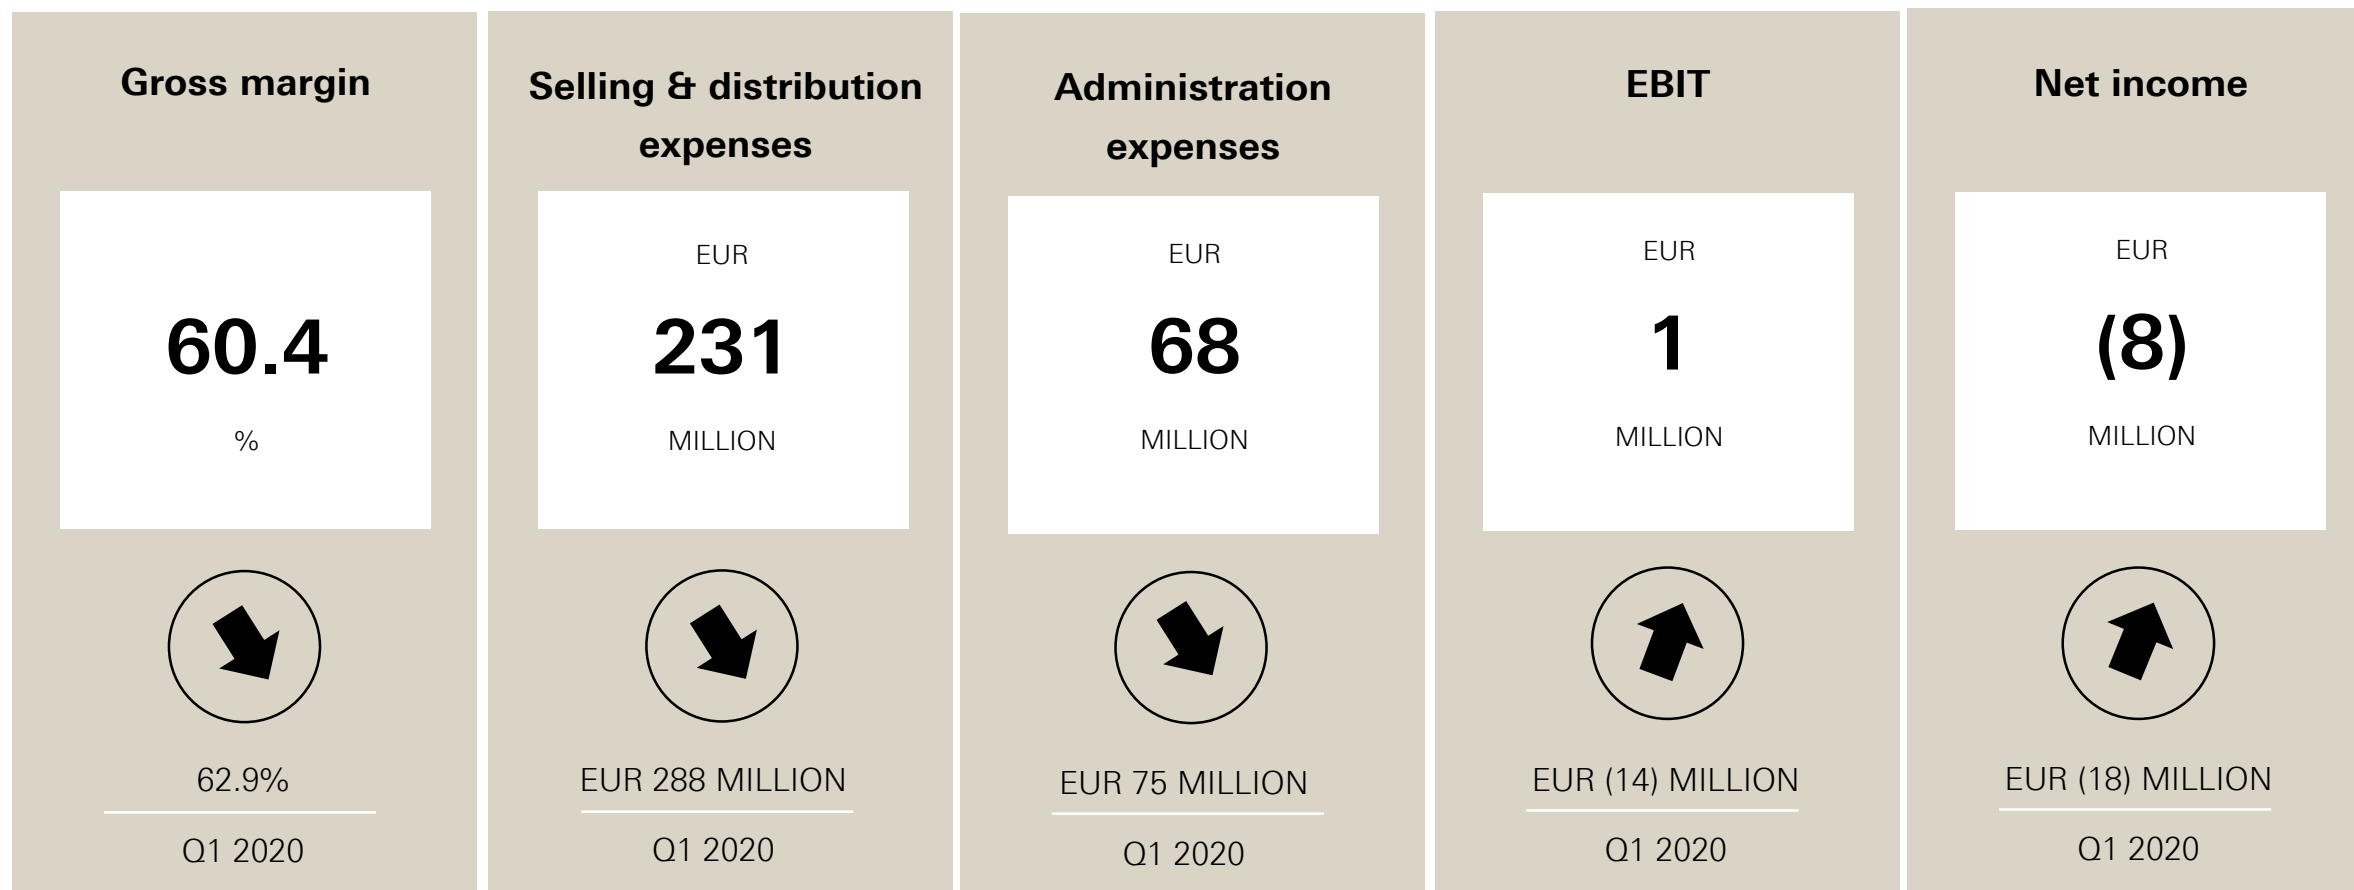 Gross margin
60.4
%
62.9%
Q1 2020
Selling & distribution
expenses
EUR
231
MILLION
EUR 288 MILLION
Q1 2020
Administration
expenses
EUR
68
MILLION
EUR 75 MILLION
Q1 2020
EBIT
EUR
1
MILLION
EUR (14) MILLION
Q1 2020
Net income
EUR
(8)
MILLION
EUR (18) MILLION
Q1 2020